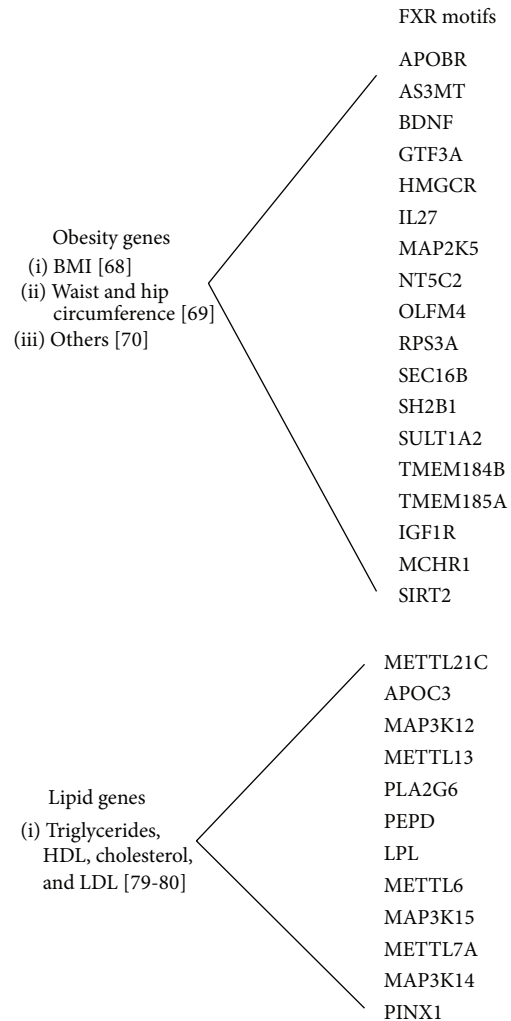 FXR motifs
APOBR
AS3MT
BDNF
GTF3A
HMGCR
IL27
MAP2K5
NT5C2
OLFM4
RPS3A
SEC16B
SH2B1
SULT1A2
TMEM184B
TMEM185A
IGF1R
MCHR1
SIRT2
Obesity genes
(i) BMI [68]
(ii) Waist and hip
circumference [69]
(iii) Others [70]
METTL21C
APOC3
MAP3K12
METTL13
PLA2G6
PEPD
LPL
METTL6
MAP3K15
METTL7A
MAP3K14
PINX1
Lipid genes
(i) Triglycerides,
HDL, cholesterol,
and LDL [79-80]